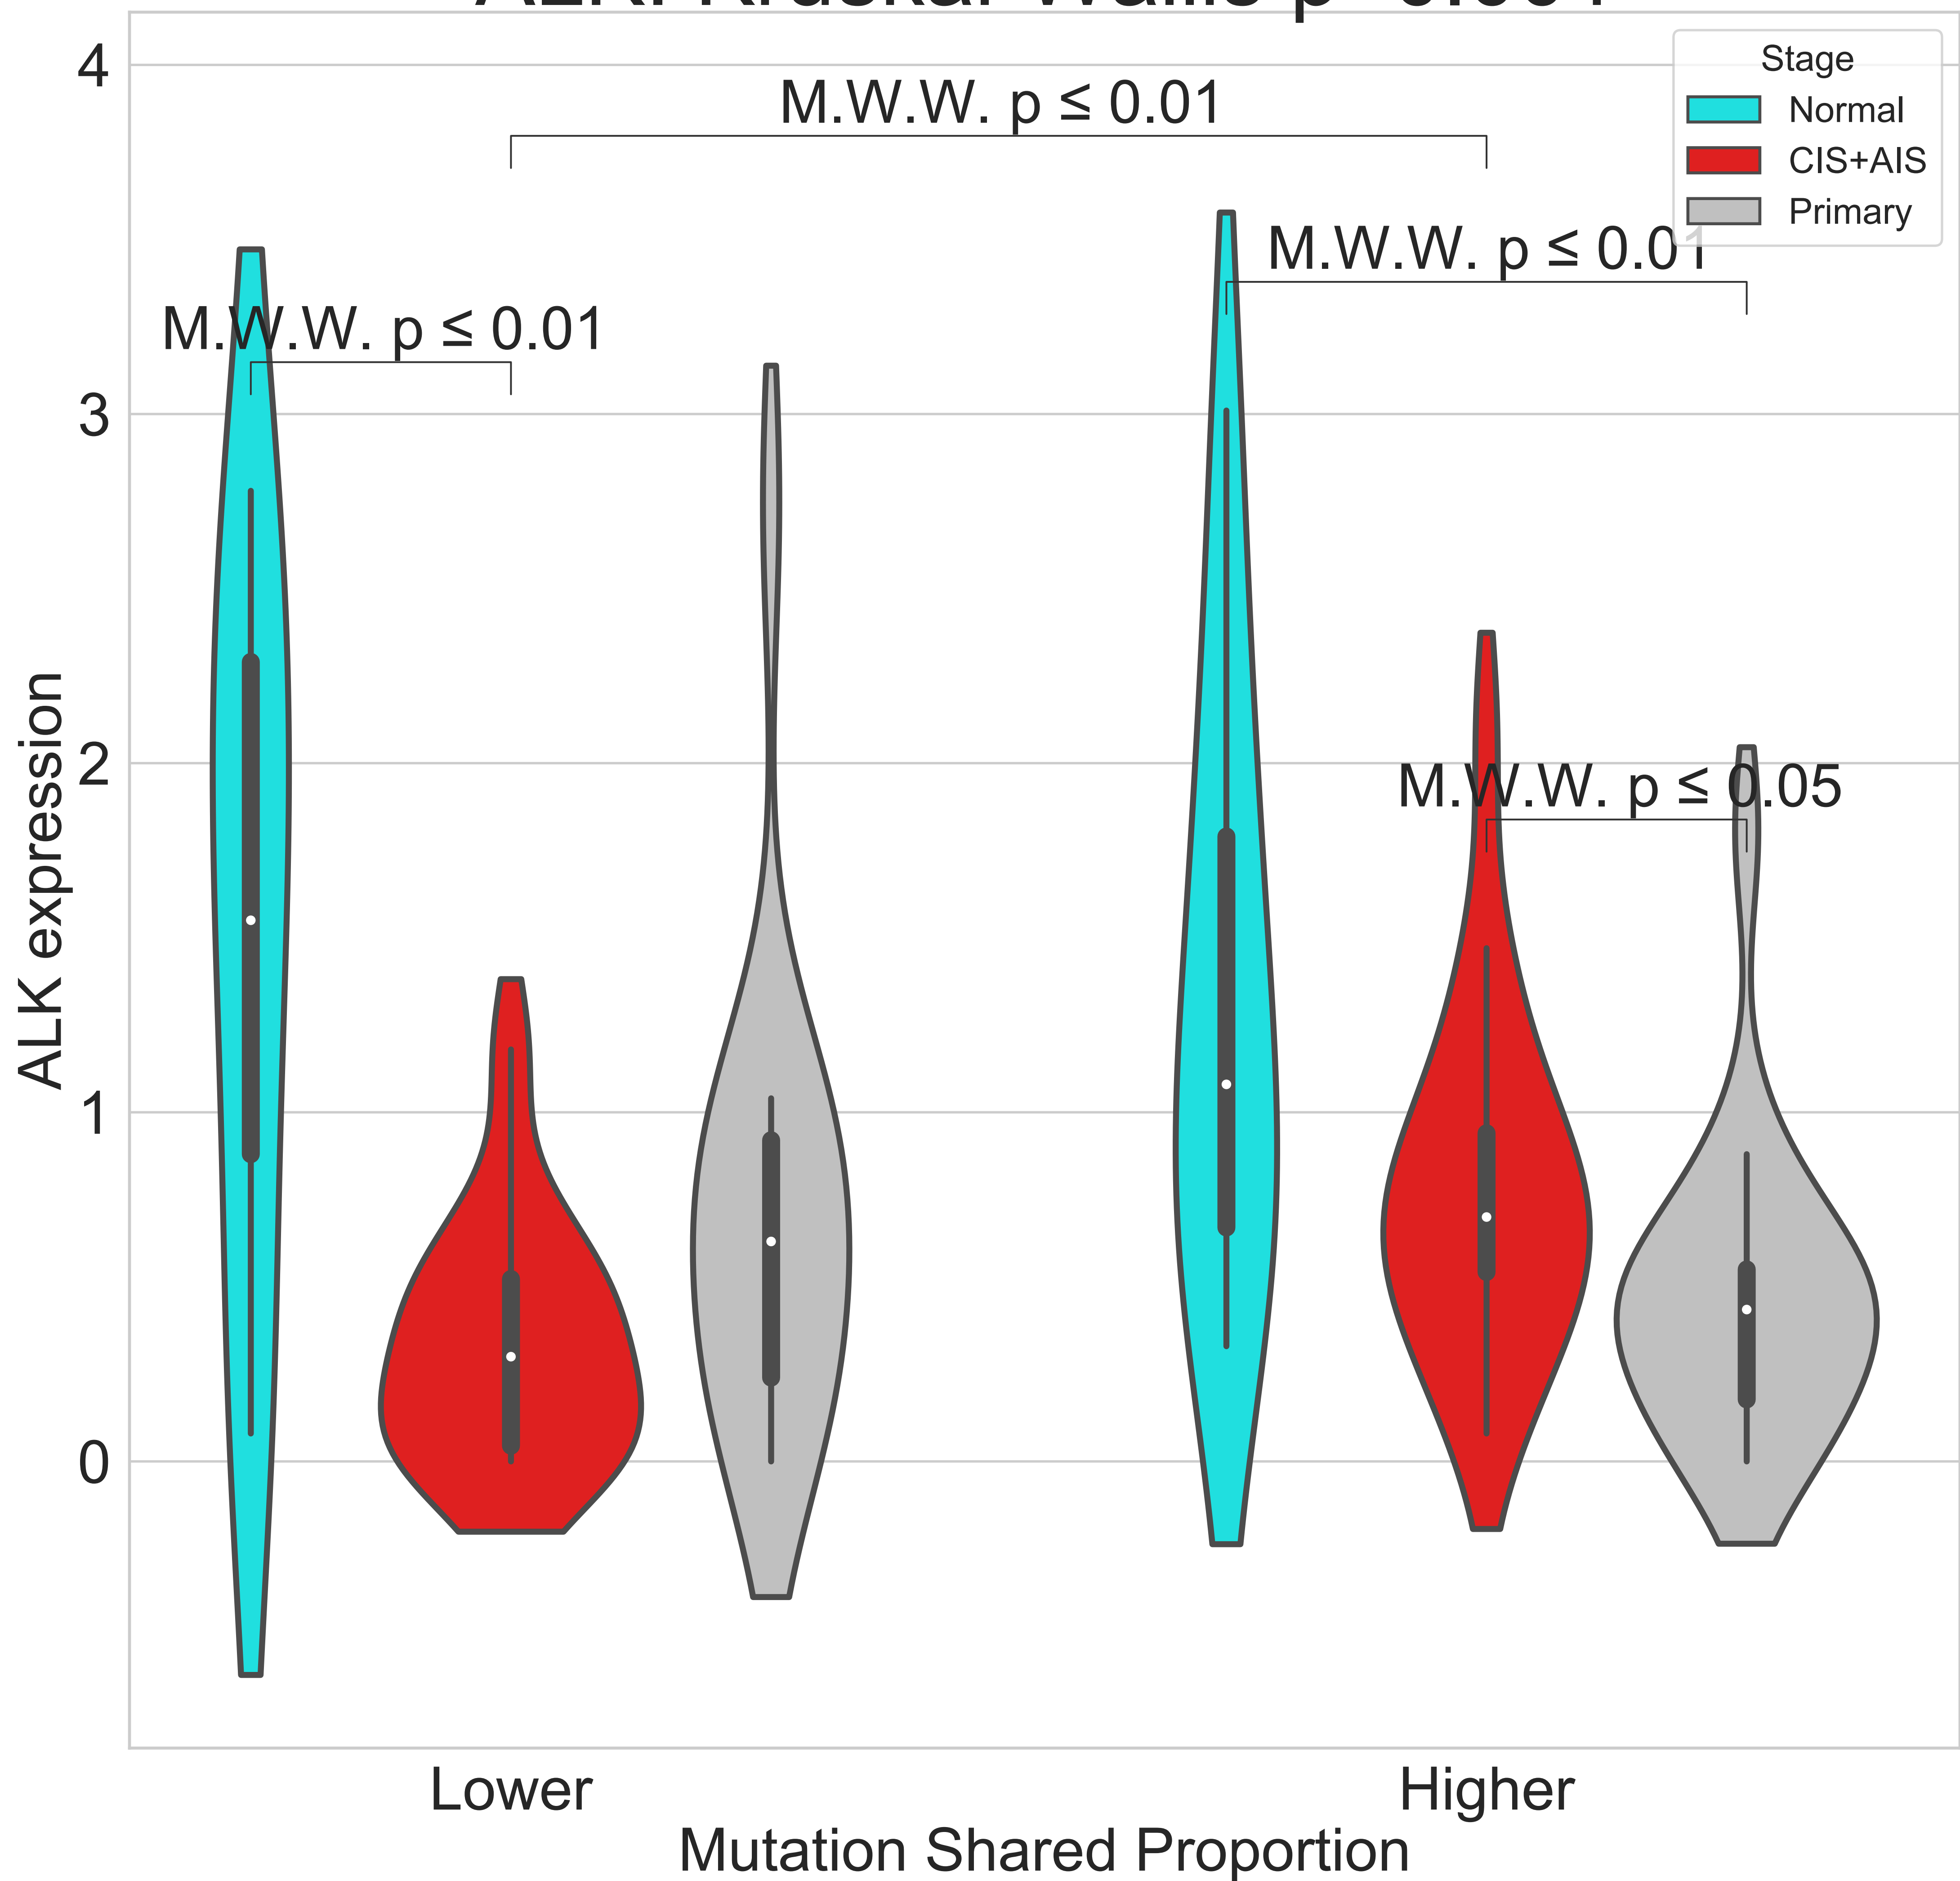 4
M.W.W. p ≤ 0.01
Stage
Normal
CIS+AIS
Primary
M.W.W. p ≤ 0.01
M.W.W. p ≤ 0.01
3
2
M.W.W. p ≤ 0.05
ALK expression
1
0
Lower
Higher
Mutation Shared Proportion